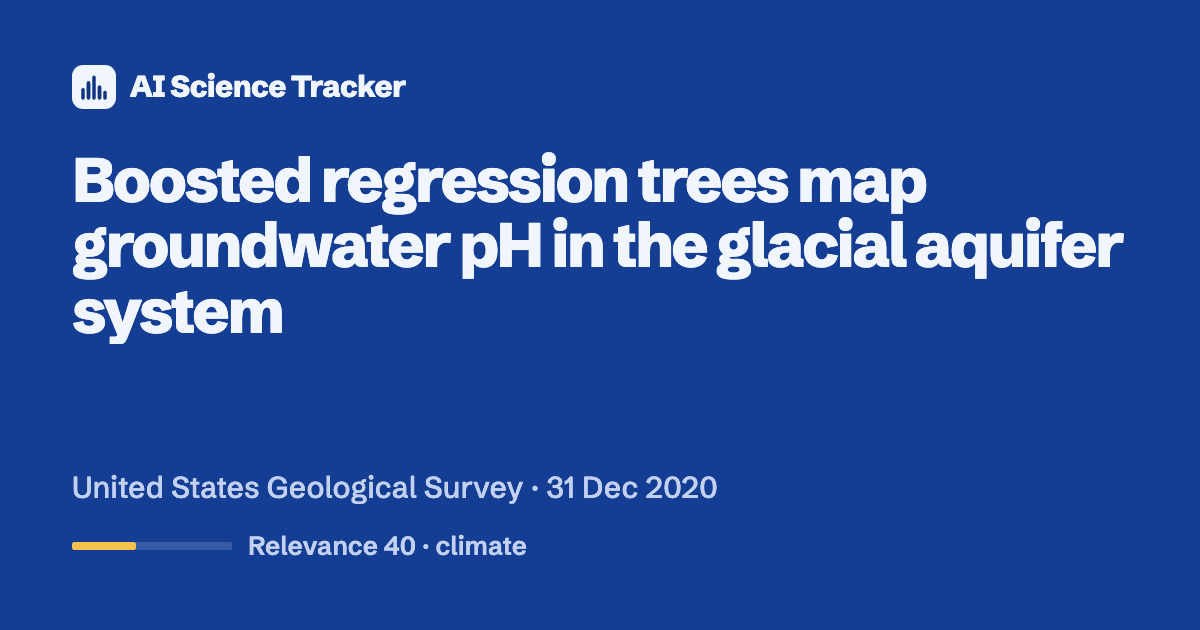 AI Science Tracker
Boosted regression trees map
groundwater pH in the glacial aquifer
system
United States Geological Survey · 31 Dec 2020
Relevance 40 · climate